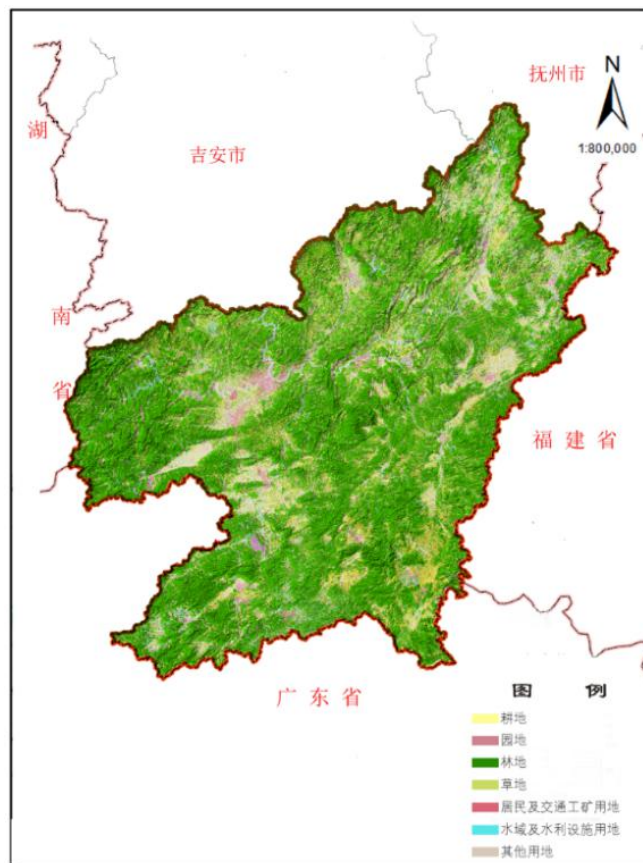 抚州市
N
1:800,000
湖
南
省
吉安市
福建省
广东省
图 例
耕地
园地
林地
草地
居民及交通工矿用地
水域及水利设施用地
其他用地